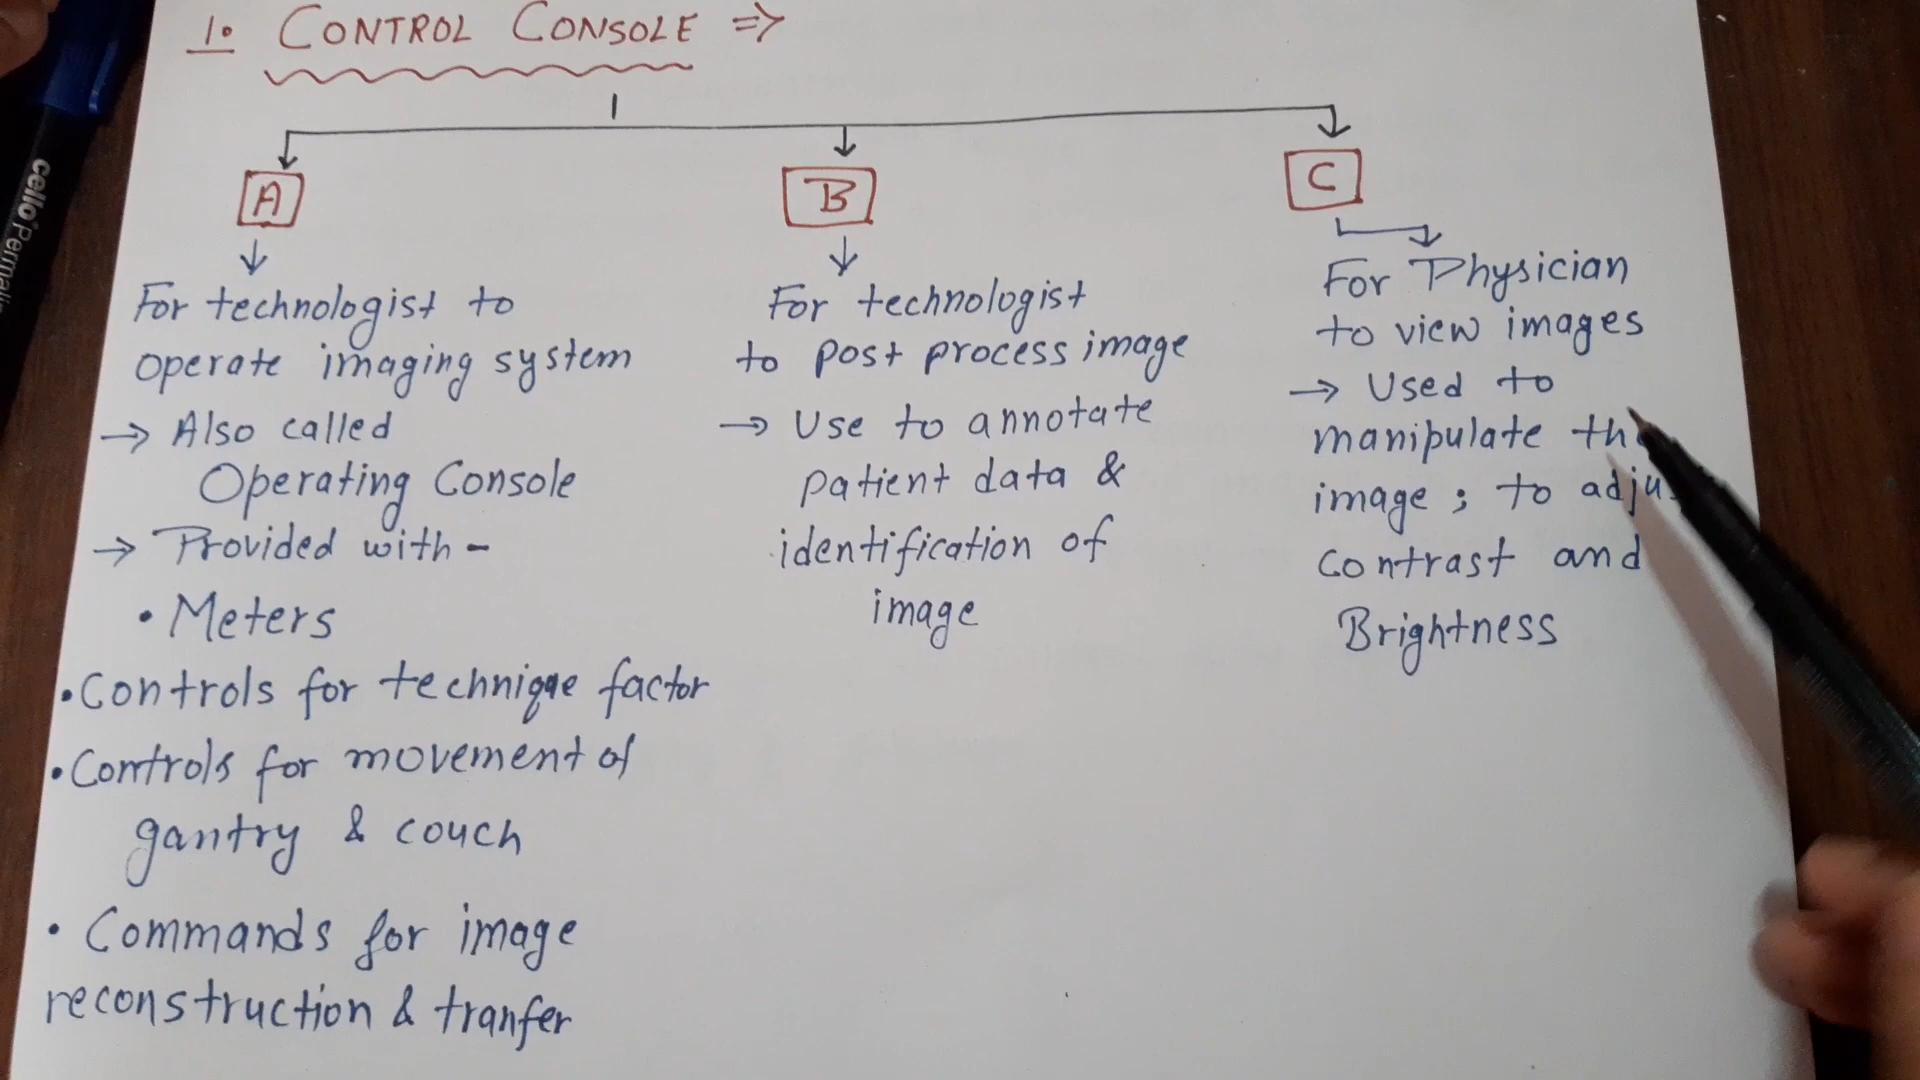 1. CONTROL CONSOLE =>
A
For technologist to
operate imaging system
→ Also called
Operating Console
→ Provided with -
• Meters
• Controls for technique factor
• Controls for movement of
gantry & couch
• Commands for image
reconstruction & tranfer
B
For technologist
to post process image
→ Use to annotate
patient data &
identification of
image
C
For Physician
to view images
→ Used to
manipulate
image ; to
contrast and
Brightness
cello